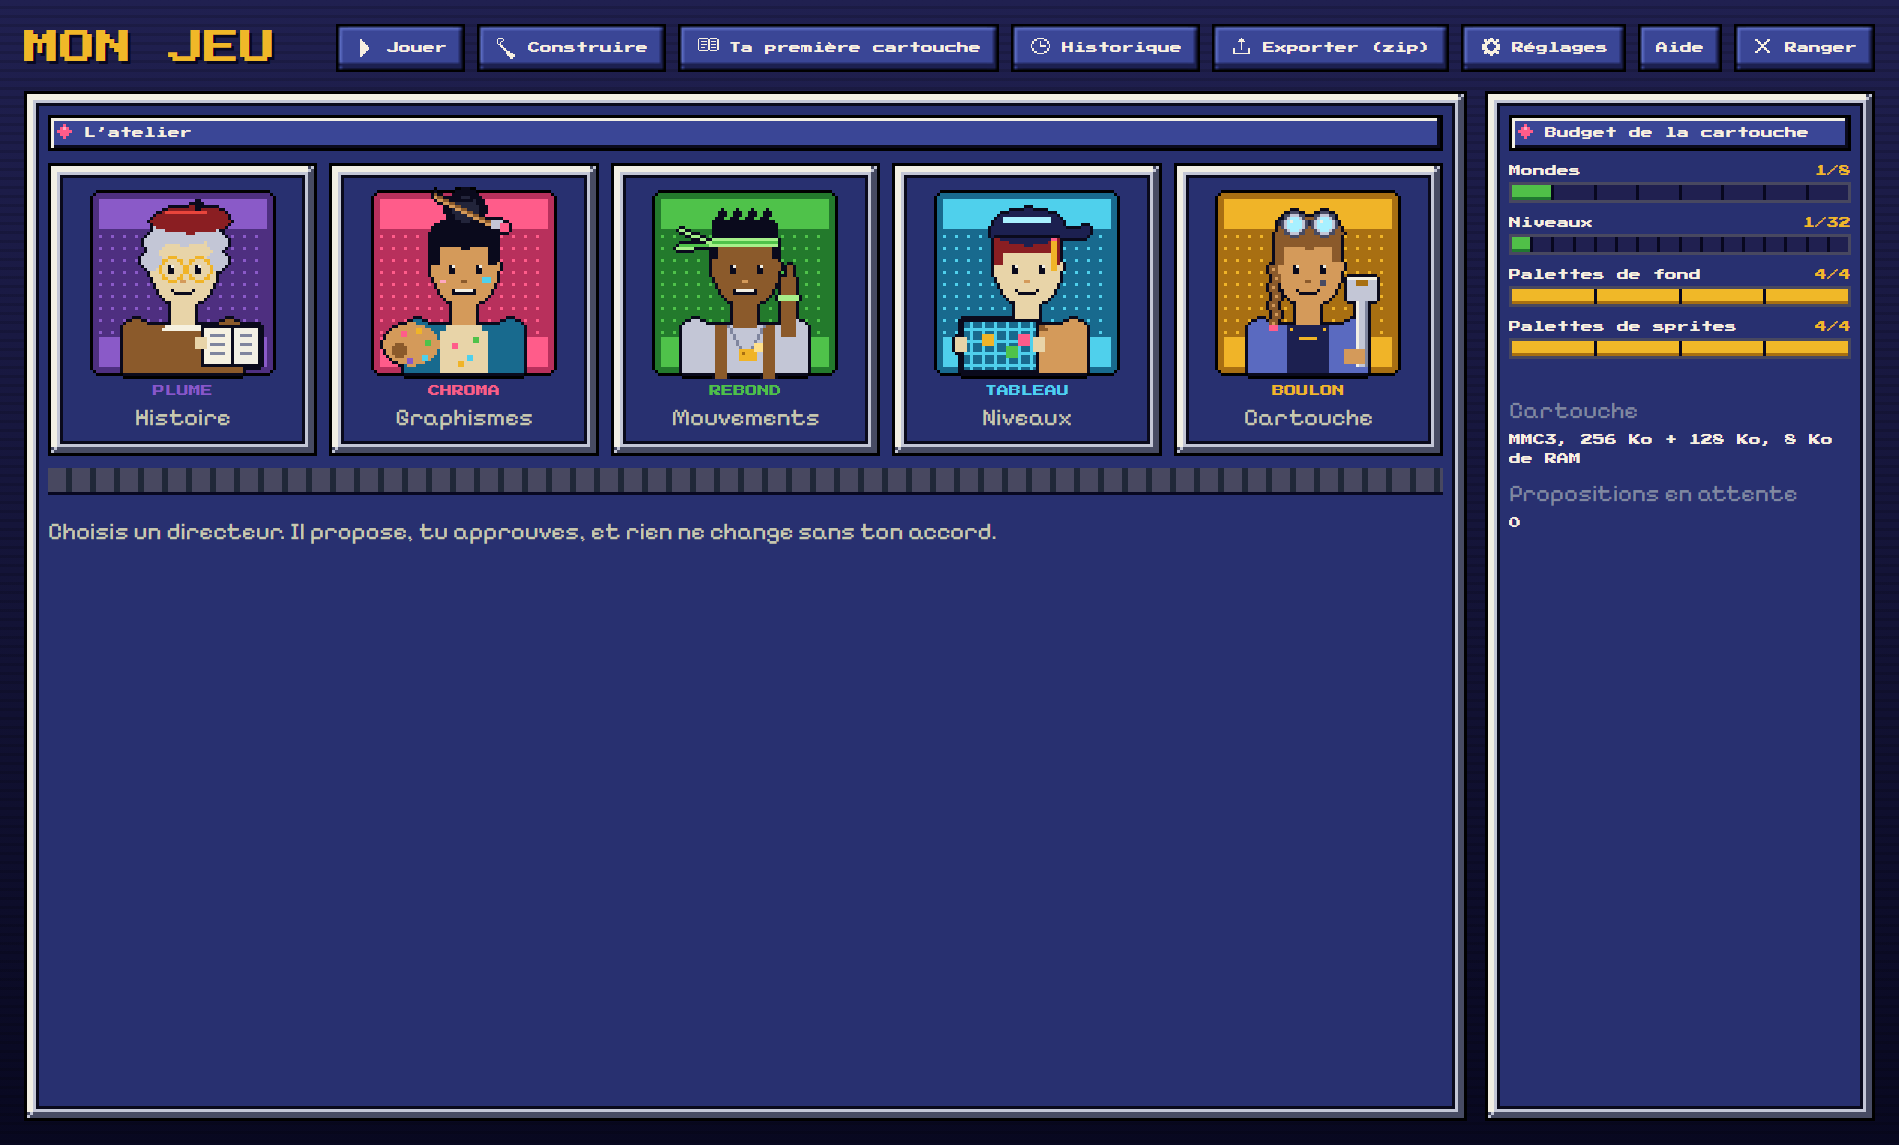 MON JEU
Jouer
Construire
Ta première cartouche
Historique
Exporter (zip)
Réglages
Aide
Ranger
L'atelier
PLUME
Histoire
CHROMA
Graphismes
REBOND
Mouvements
TABLEAU
Niveaux
BOULON
Cartouche
Choisis un directeur. Il propose, tu approuves, et rien ne change sans ton accord.
Budget de la cartouche
Mondes 1/8
Niveaux 1/32
Palettes de fond 4/4
Palettes de sprites 4/4
Cartouche
MMC3, 256 Ko + 128 Ko, 8 Ko
de RAM
Propositions en attente
0